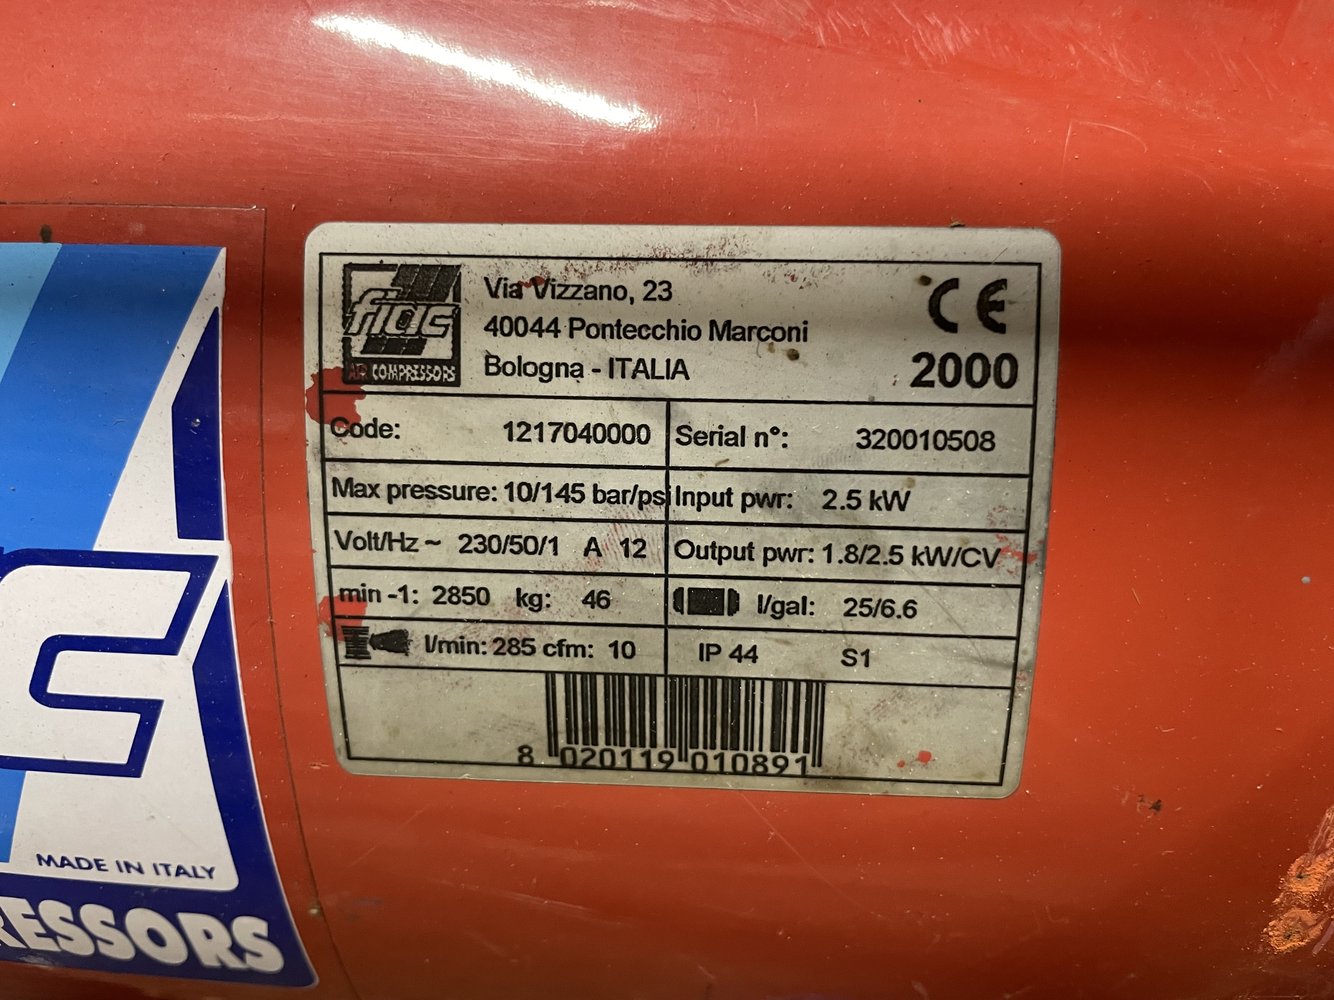 fiac
AIR COMPRESSORS
Via Vizzano, 23
40044 Pontecchio Marconi
Bologna - ITALIA
CE
2000
Code: 1217040000
Serial n°: 320010508
Max pressure: 10/145 bar/psi
Input pwr: 2.5 kW
Volt/Hz ~ 230/50/1 A 12
Output pwr: 1.8/2.5 kW/CV
min -1: 2850 kg: 46
l/gal: 25/6.6
l/min: 285 cfm: 10
IP 44 S1
8 020119 010891
C
MADE IN ITALY
RESSORS